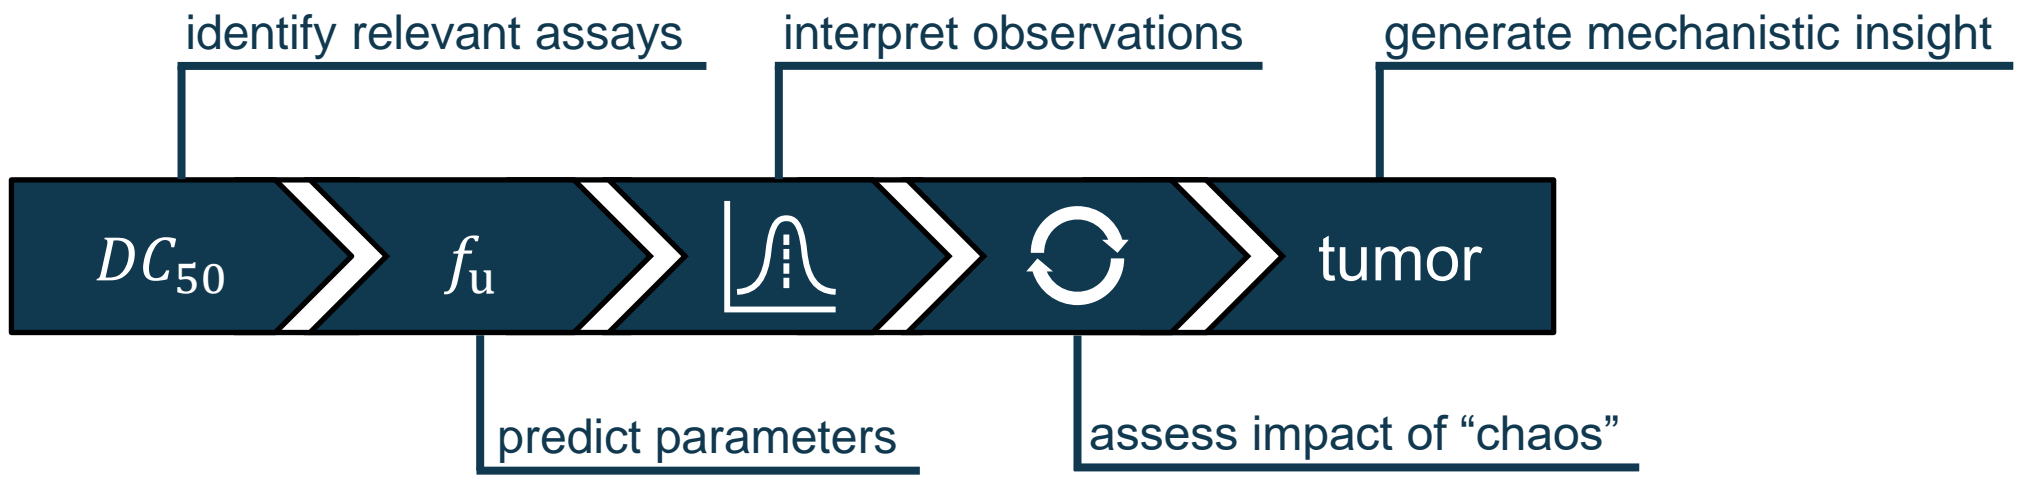 identify relevant assays
interpret observations
generate mechanistic insight
DC₅₀
fᵤ
tumor
predict parameters
assess impact of “chaos”